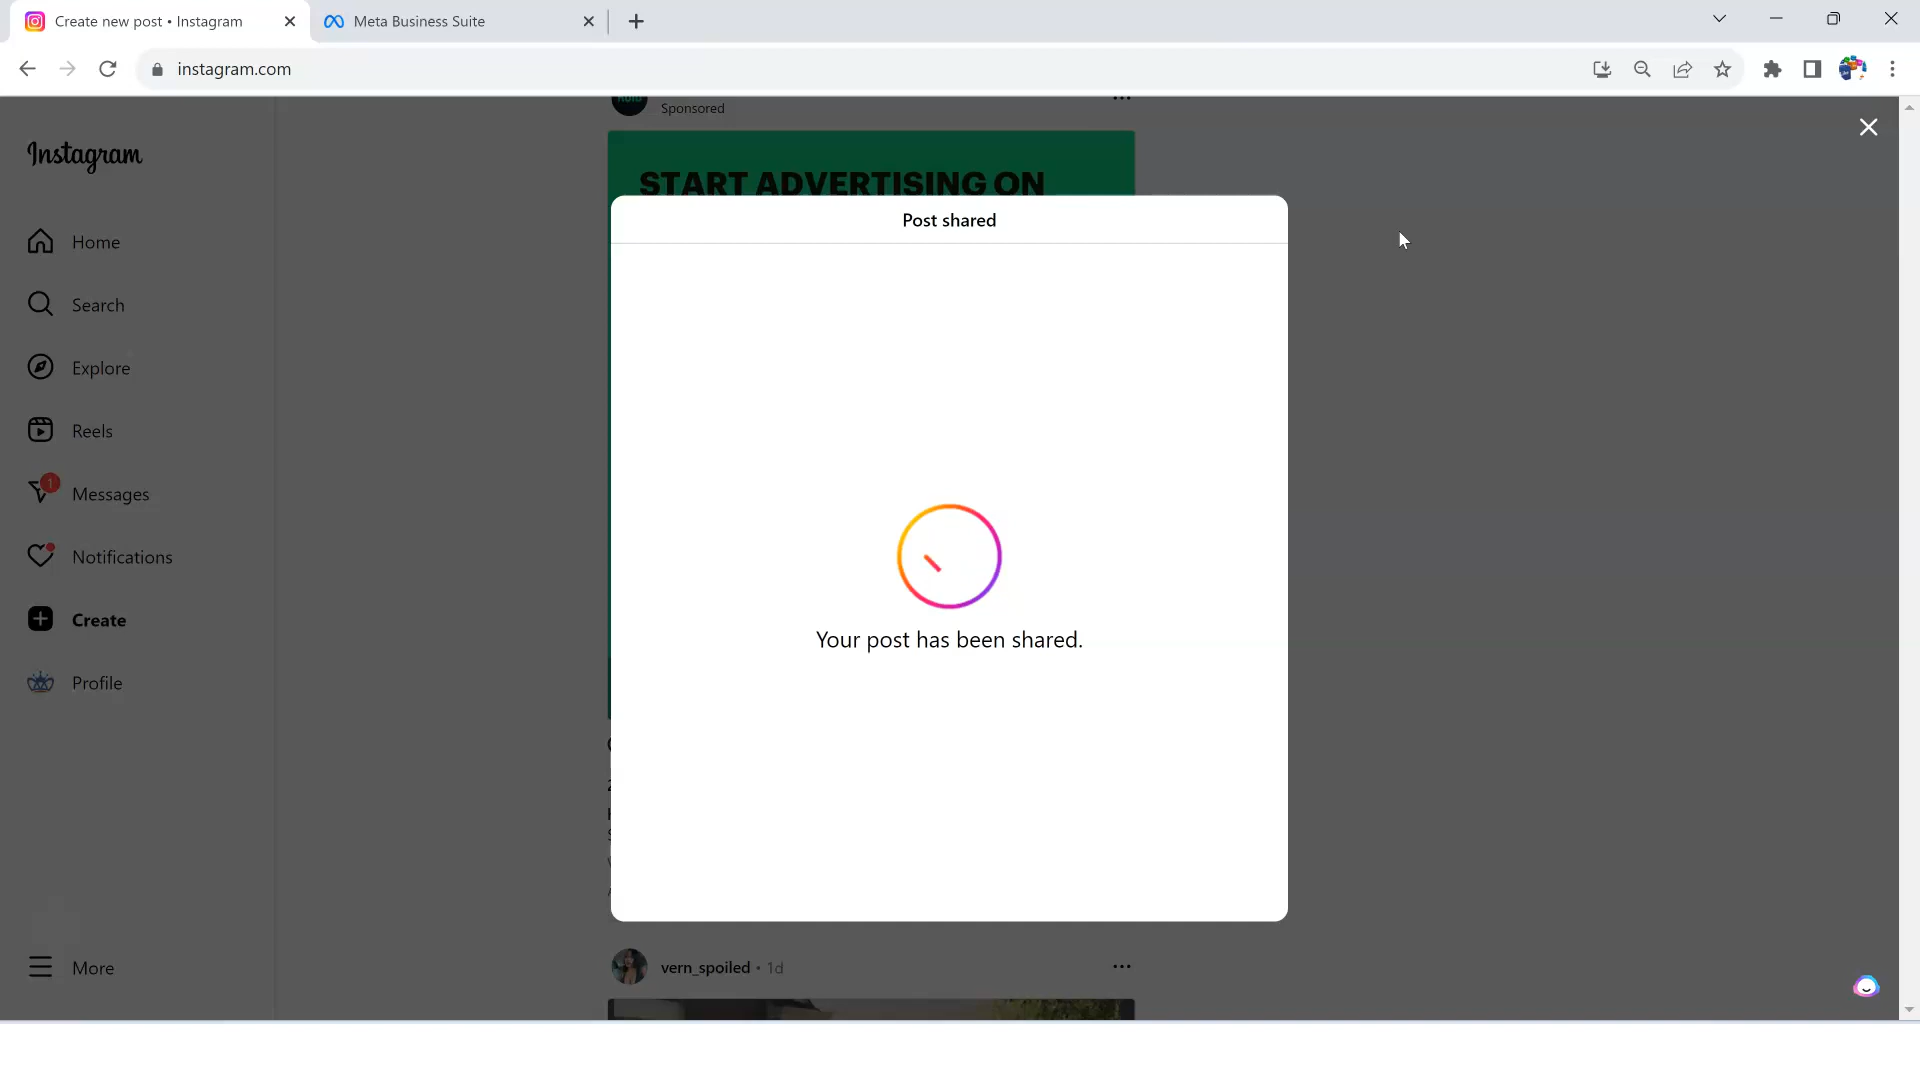 Create new post • Instagram
Meta Business Suite
instagram.com
Sponsored
START ADVERTISING ON
Instagram
Post shared
Home
Search
Explore
Reels
1
Messages
Notifications
Create
Your post has been shared.
Profile
More
vern_spoiled • 1d